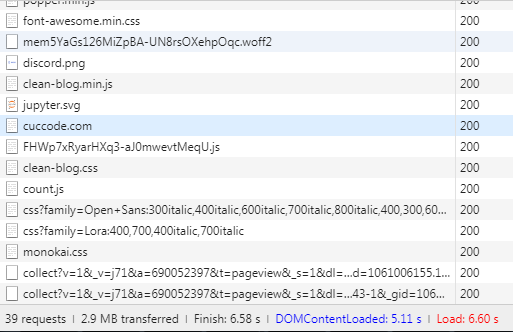 popper.min.js
font-awesome.min.css 200
mem5YaGs126MiZpBA-UN8rsOXehpOqc.woff2 200
discord.png 200
clean-blog.min.js 200
jupyter.svg 200
cuccode.com 200
FHWp7xRyarHXq3-aJ0mwevtMeqU.js 200
clean-blog.css 200
count.js 200
css?family=Open+Sans:300italic,400italic,600italic,700italic,800italic,400,300,60... 200
css?family=Lora:400,700,400italic,700italic 200
monokai.css 200
collect?v=1&_v=j71&a=690052397&t=pageview&_s=1&dl=...d=1061006155.1... 200
collect?v=1&_v=j71&a=690052397&t=pageview&_s=1&dl=...43-1&_gid=106... 200
39 requests | 2.9 MB transferred | Finish: 6.58 s | DOMContentLoaded: 5.11 s | Load: 6.60 s